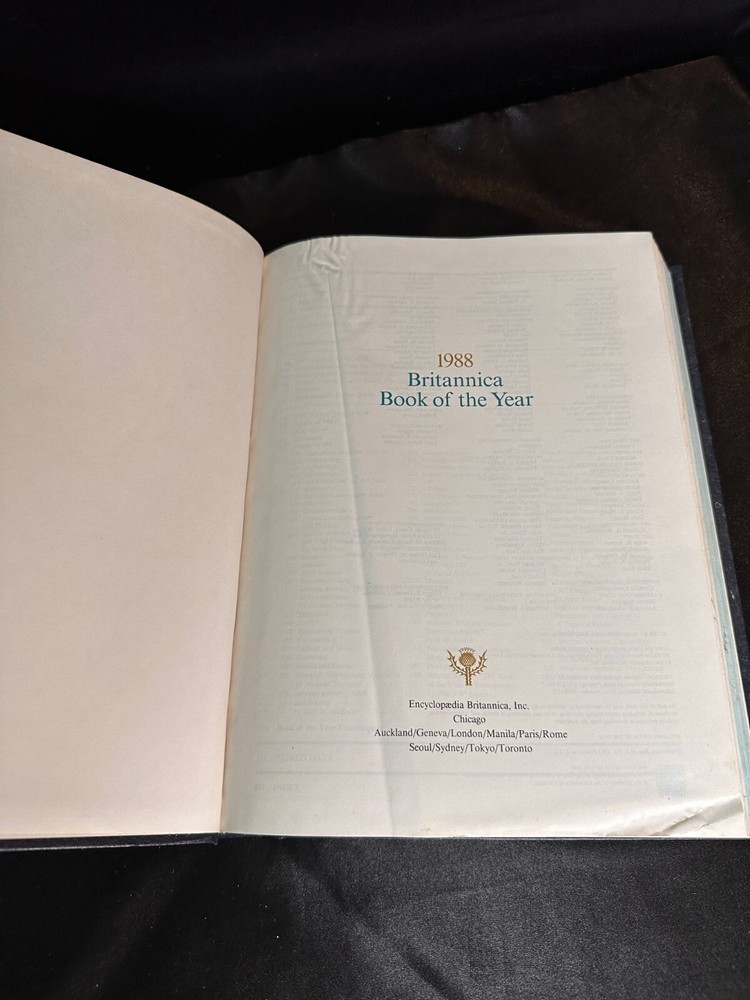 1988
Britannica
Book of the Year
Encyclopædia Britannica, Inc.
Chicago
Auckland/Geneva/London/Manila/Paris/Rome
Seoul/Sydney/Tokyo/Toronto